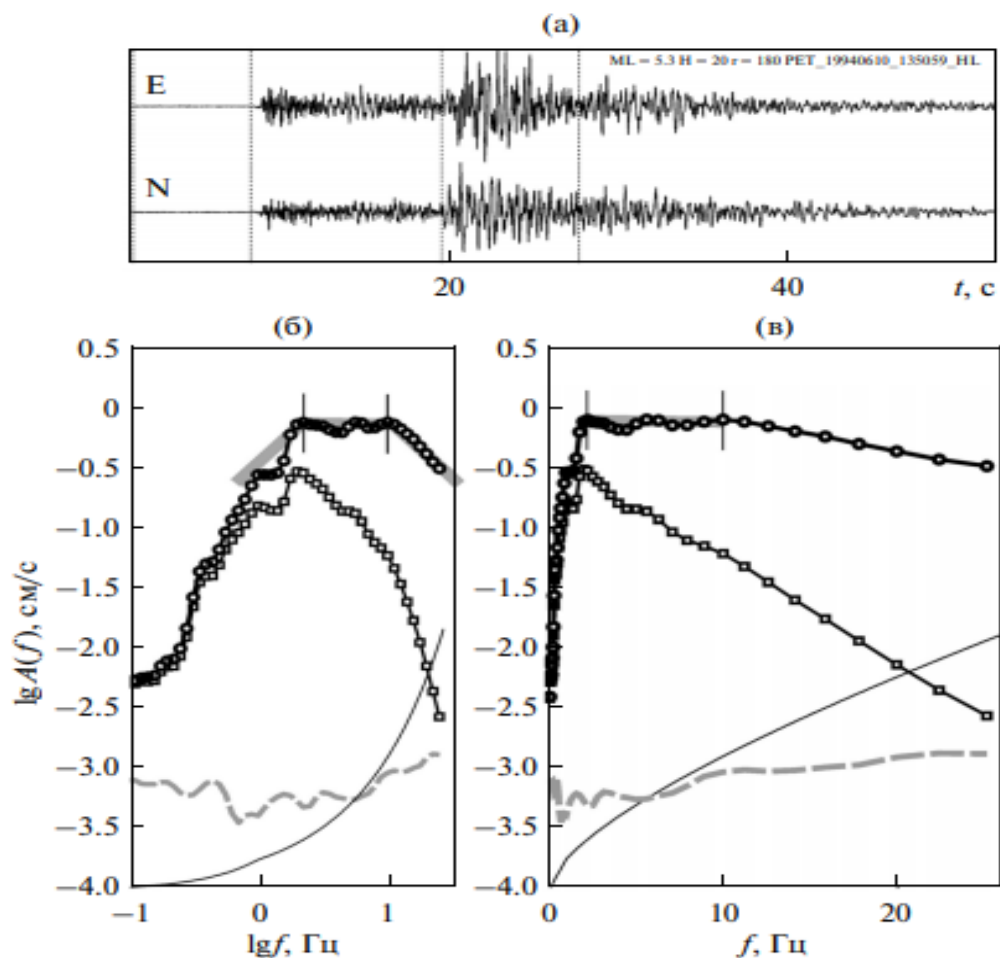 (а)
ML = 5.3 H = 20 r = 180 PET_19940610_135059_HL
E
N
20 40 t, с
(б) (в)
0.5 0.5
0 0
−0.5 −0.5
−1.0 −1.0
−1.5 −1.5
−2.0 −2.0
−2.5 −2.5
−3.0 −3.0
−3.5 −3.5
−4.0 −4.0
lgA(f), см/с
−1 0 1 0 10 20
lgf, Гц f, Гц